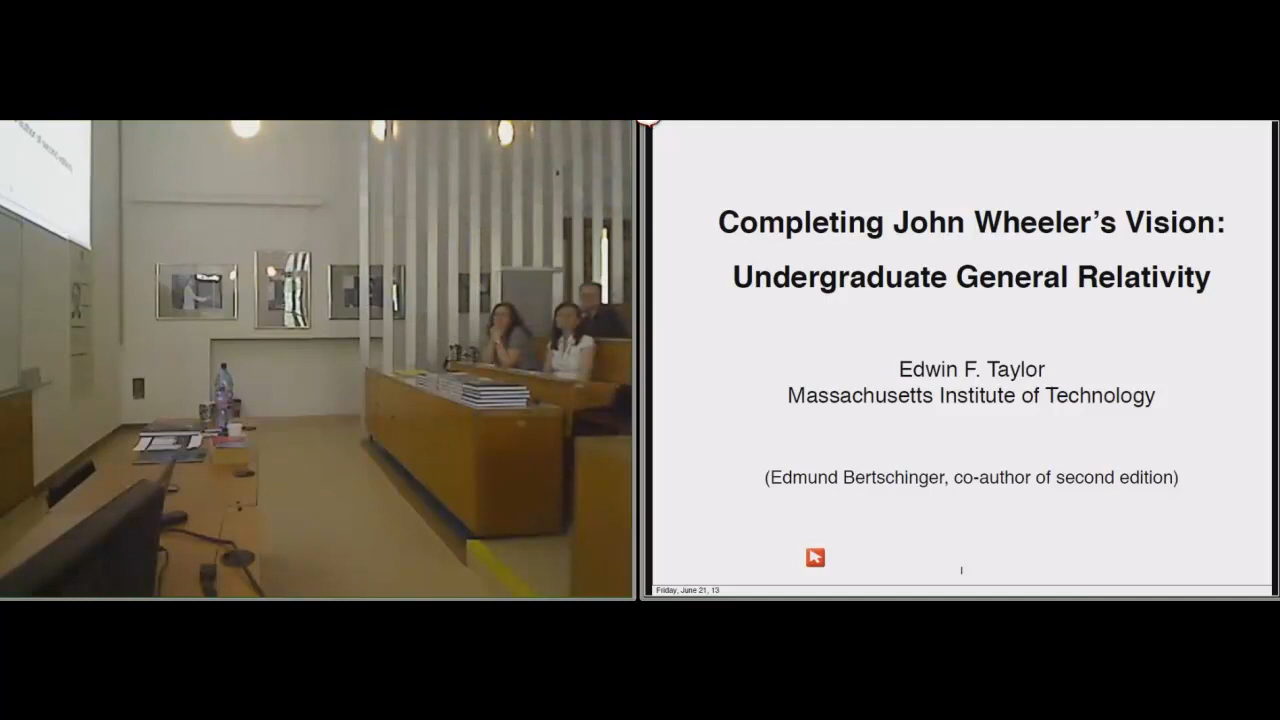 Completing John Wheeler’s Vision:
Undergraduate General Relativity
Edwin F. Taylor
Massachusetts Institute of Technology
(Edmund Bertschinger, co-author of second edition)
1
Friday, June 21, 13